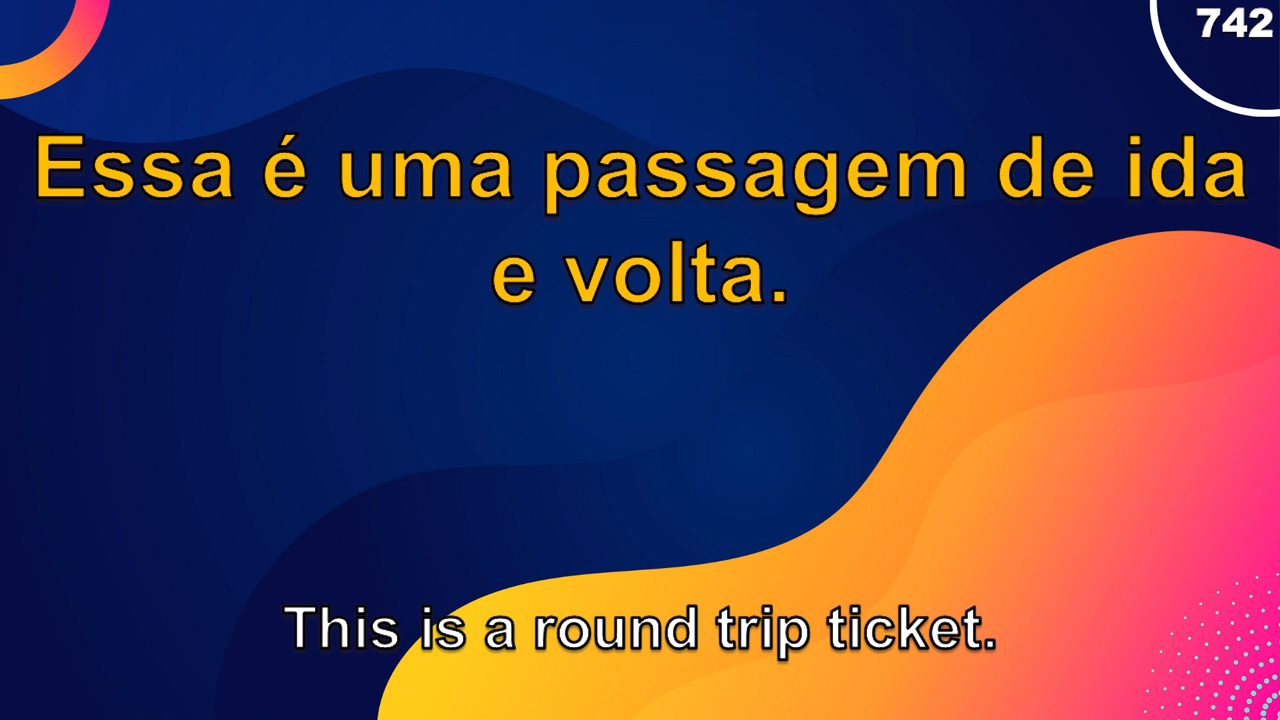 742
Essa é uma passagem de ida
e volta.
This is a round trip ticket.